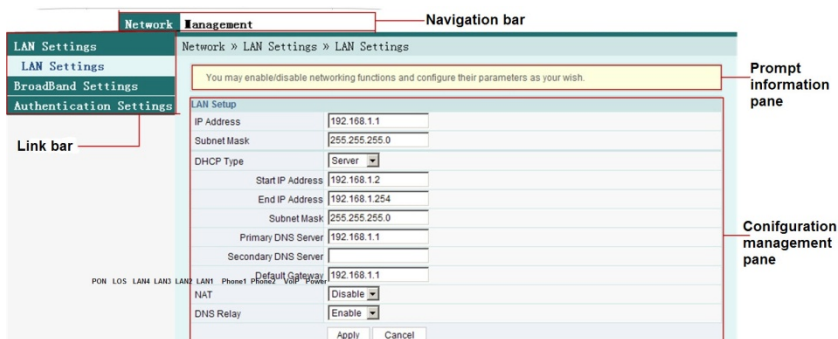 Network Management
Navigation bar
LAN Settings
LAN Settings
BroadBand Settings
Authentication Settings
Link bar
Network » LAN Settings » LAN Settings
You may enable/disable networking functions and configure their parameters as your wish.
Prompt
information
pane
LAN Setup
IP Address 192.168.1.1
Subnet Mask 255.255.255.0
DHCP Type Server
Start IP Address 192.168.1.2
End IP Address 192.168.1.254
Subnet Mask 255.255.255.0
Primary DNS Server 192.168.1.1
Secondary DNS Server
Default Gateway 192.168.1.1
PON LOS LAN4 LAN3 LAN2 LAN1 Phone1 Phone2 VoIP Power
NAT Disable
DNS Relay Enable
Apply Cancel
Conifguration
management
pane